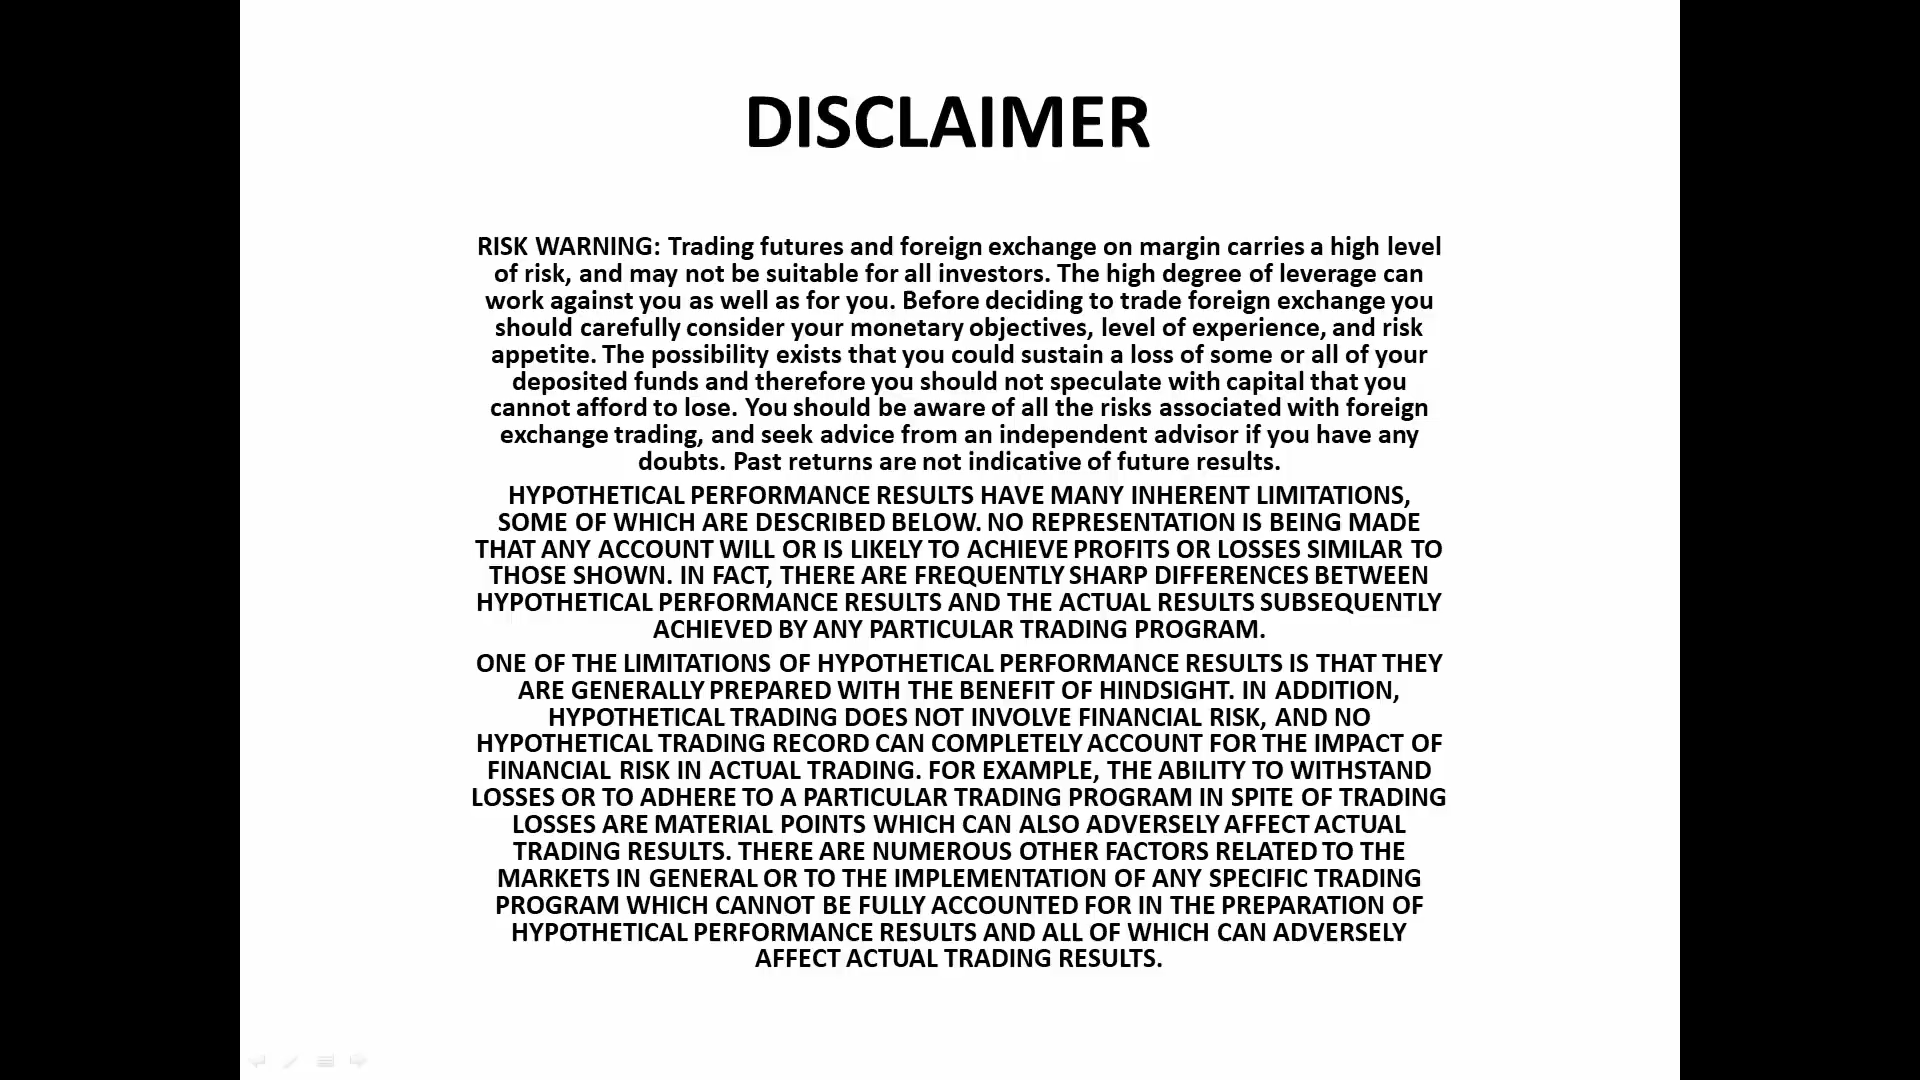 DISCLAIMER
RISK WARNING: Trading futures and foreign exchange on margin carries a high level
of risk, and may not be suitable for all investors. The high degree of leverage can
work against you as well as for you. Before deciding to trade foreign exchange you
should carefully consider your monetary objectives, level of experience, and risk
appetite. The possibility exists that you could sustain a loss of some or all of your
deposited funds and therefore you should not speculate with capital that you
cannot afford to lose. You should be aware of all the risks associated with foreign
exchange trading, and seek advice from an independent advisor if you have any
doubts. Past returns are not indicative of future results.
HYPOTHETICAL PERFORMANCE RESULTS HAVE MANY INHERENT LIMITATIONS,
SOME OF WHICH ARE DESCRIBED BELOW. NO REPRESENTATION IS BEING MADE
THAT ANY ACCOUNT WILL OR IS LIKELY TO ACHIEVE PROFITS OR LOSSES SIMILAR TO
THOSE SHOWN. IN FACT, THERE ARE FREQUENTLY SHARP DIFFERENCES BETWEEN
HYPOTHETICAL PERFORMANCE RESULTS AND THE ACTUAL RESULTS SUBSEQUENTLY
ACHIEVED BY ANY PARTICULAR TRADING PROGRAM.
ONE OF THE LIMITATIONS OF HYPOTHETICAL PERFORMANCE RESULTS IS THAT THEY
ARE GENERALLY PREPARED WITH THE BENEFIT OF HINDSIGHT. IN ADDITION,
HYPOTHETICAL TRADING DOES NOT INVOLVE FINANCIAL RISK, AND NO
HYPOTHETICAL TRADING RECORD CAN COMPLETELY ACCOUNT FOR THE IMPACT OF
FINANCIAL RISK IN ACTUAL TRADING. FOR EXAMPLE, THE ABILITY TO WITHSTAND
LOSSES OR TO ADHERE TO A PARTICULAR TRADING PROGRAM IN SPITE OF TRADING
LOSSES ARE MATERIAL POINTS WHICH CAN ALSO ADVERSELY AFFECT ACTUAL
TRADING RESULTS. THERE ARE NUMEROUS OTHER FACTORS RELATED TO THE
MARKETS IN GENERAL OR TO THE IMPLEMENTATION OF ANY SPECIFIC TRADING
PROGRAM WHICH CANNOT BE FULLY ACCOUNTED FOR IN THE PREPARATION OF
HYPOTHETICAL PERFORMANCE RESULTS AND ALL OF WHICH CAN ADVERSELY
AFFECT ACTUAL TRADING RESULTS.